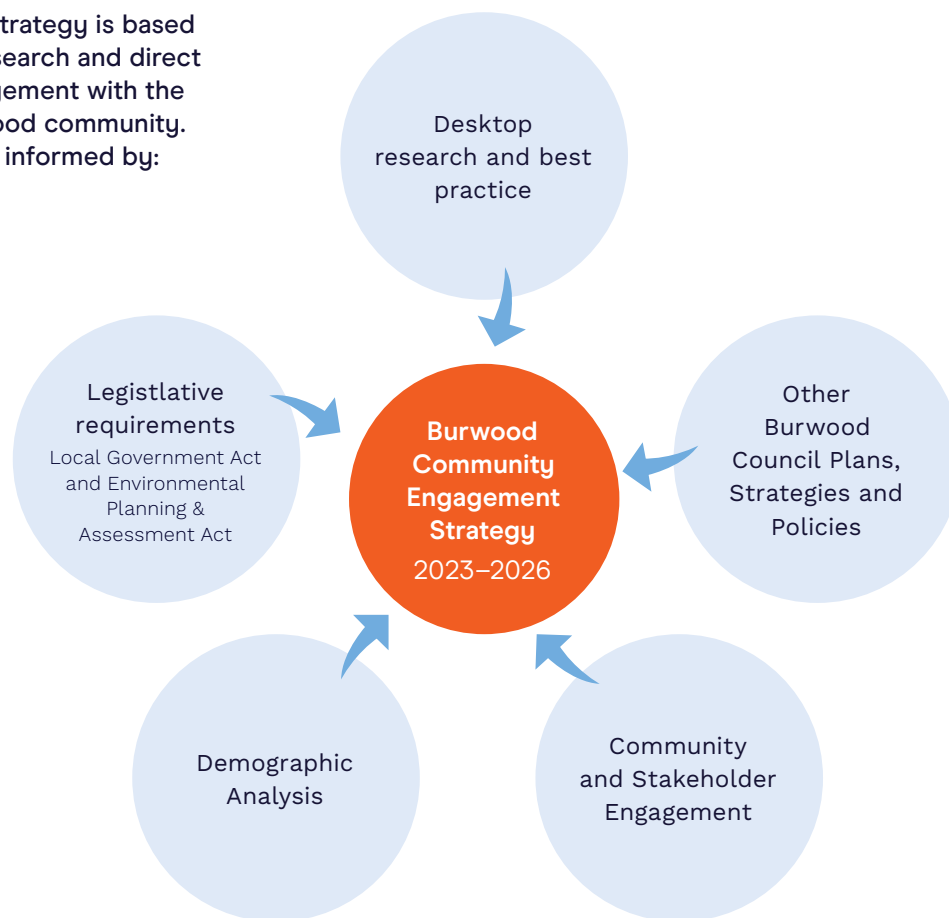 trategy is based
search and direct
gement with the
ood community.
informed by:
Desktop
research and best
practice
Legistlative
requirements
Local Government Act
and Environmental
Planning &
Assessment Act
Other
Burwood
Council Plans,
Strategies and
Policies
Burwood
Community
Engagement
Strategy
2023–2026
Demographic
Analysis
Community
and Stakeholder
Engagement